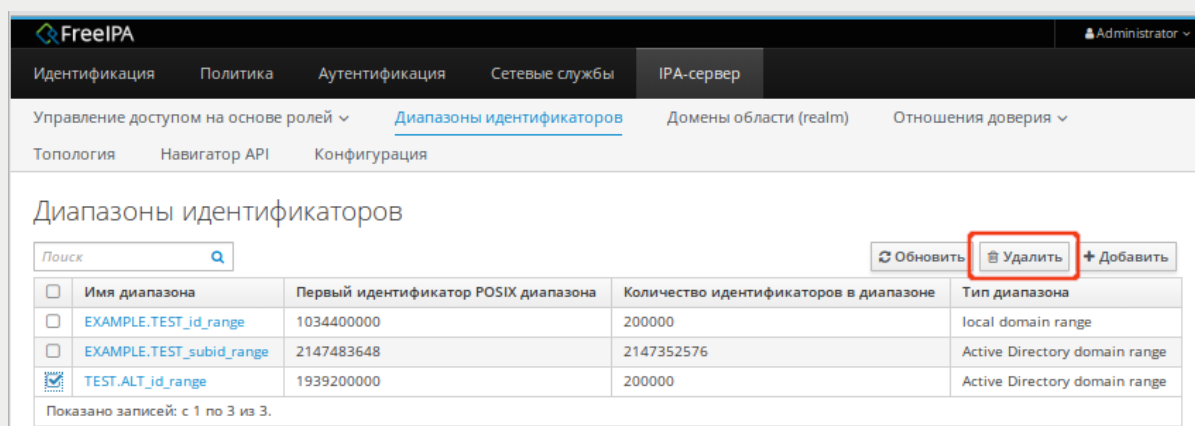 FreeIPA Administrator
Идентификация Политика Аутентификация Сетевые службы IPA-сервер
Управление доступом на основе ролей Диапазоны идентификаторов Домены области (realm) Отношения доверия
Топология Навигатор API Конфигурация
Диапазоны идентификаторов
Поиск Обновить Удалить Добавить
Имя диапазона Первый идентификатор POSIX диапазона Количество идентификаторов в диапазоне Тип диапазона
EXAMPLE.TEST_id_range 1034400000 200000 local domain range
EXAMPLE.TEST_subid_range 2147483648 2147352576 Active Directory domain range
TEST.ALT_id_range 1939200000 200000 Active Directory domain range
Показано записей: с 1 по 3 из 3.